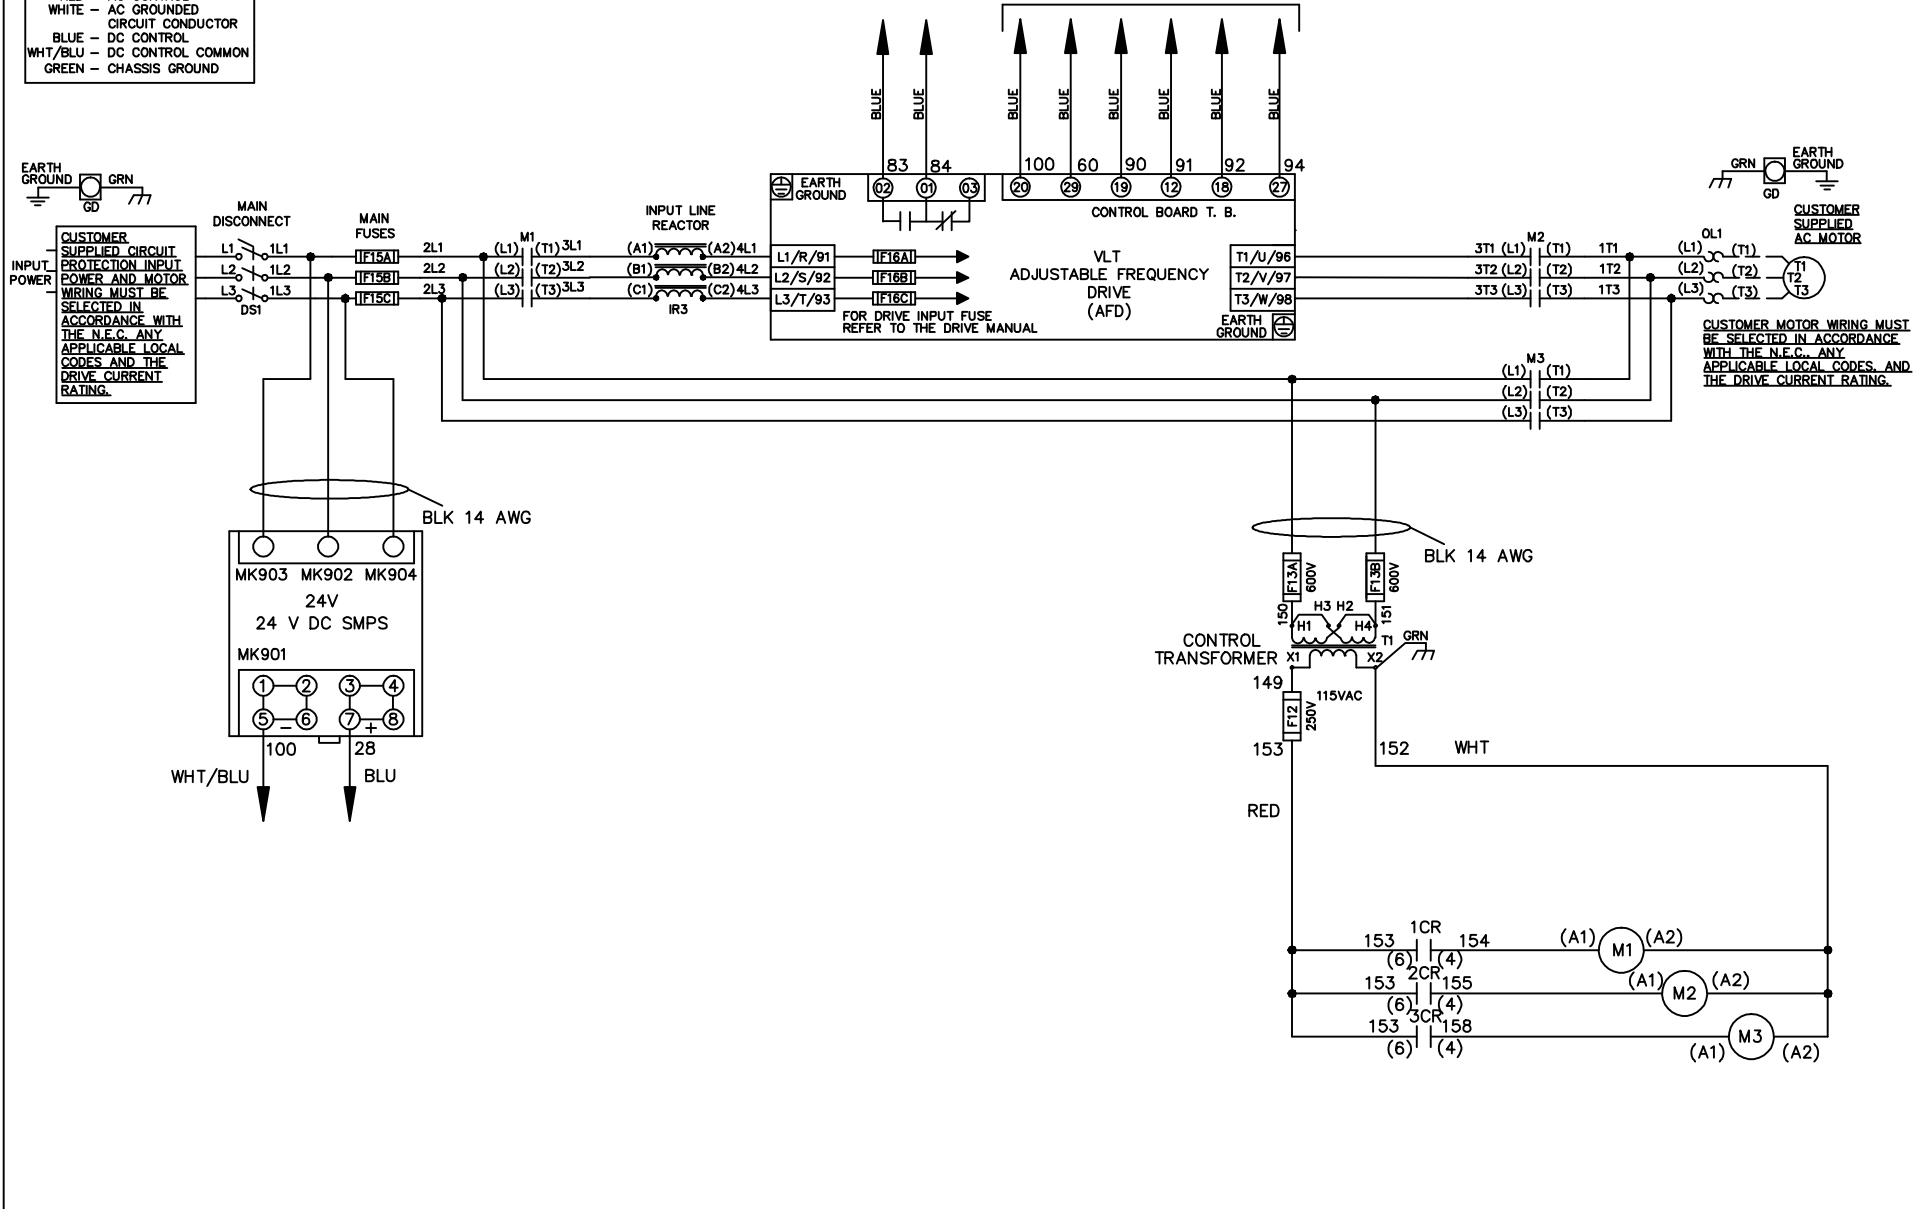 WHITE – AC GROUNDED
CIRCUIT CONDUCTOR
BLUE – DC CONTROL
WHT/BLU – DC CONTROL COMMON
GREEN – CHASSIS GROUND
BLUE
BLUE
BLUE
BLUE
BLUE
BLUE
BLUE
BLUE
83 84 100 60 90 91 92 94
02 01 03 20 29 19 12 18 27
EARTH
GROUND
GRN
GD
EARTH
GROUND
CONTROL BOARD T. B.
GRN
EARTH
GROUND
GD
CUSTOMER
SUPPLIED
AC MOTOR
INPUT
POWER
CUSTOMER
SUPPLIED CIRCUIT
PROTECTION INPUT
POWER AND MOTOR
WIRING MUST BE
SELECTED IN
ACCORDANCE WITH
THE N.E.C. ANY
APPLICABLE LOCAL
CODES AND THE
DRIVE CURRENT
RATING.
MAIN
DISCONNECT
L1 1L1
L2 1L2
L3 1L3
DS1
MAIN
FUSES
F15A
F15B
F15C
2L1
2L2
2L3
M1
(L1) (T1) 3L1
(L2) (T2) 3L2
(L3) (T3) 3L3
INPUT LINE
REACTOR
(A1) (A2) 4L1
(B1) (B2) 4L2
(C1) (C2) 4L3
IR3
L1/R/91
L2/S/92
L3/T/93
F16A
F16B
F16C
FOR DRIVE INPUT FUSE
REFER TO THE DRIVE MANUAL
VLT
ADJUSTABLE FREQUENCY
DRIVE
(AFD)
T1/U/96
T2/V/97
T3/W/98
EARTH
GROUND
M2
3T1 (L1) (T1) 1T1
3T2 (L2) (T2) 1T2
3T3 (L3) (T3) 1T3
OL1
(L1) (T1)
(L2) (T2)
(L3) (T3)
T1
T2
T3
CUSTOMER MOTOR WIRING MUST
BE SELECTED IN ACCORDANCE
WITH THE N.E.C., ANY
APPLICABLE LOCAL CODES, AND
THE DRIVE CURRENT RATING.
M3
(L1) (T1)
(L2) (T2)
(L3) (T3)
BLK 14 AWG
MK903 MK902 MK904
24V
24 V DC SMPS
MK901
1 2 3 4
5 – 6 7 + 8
100 28
WHT/BLU BLU
BLK 14 AWG
F13A
600V
F13B
600V
150
151
H3 H2
H1 H4
T1
GRN
CONTROL
TRANSFORMER
X1 X2
149
115VAC
F12
250V
153
152 WHT
RED
1CR
153 154 (A1) M1 (A2)
(6) (4)
2CR
153 155 (A1) M2 (A2)
(6) (4)
3CR
153 158 M3
(6) (4) (A1) (A2)